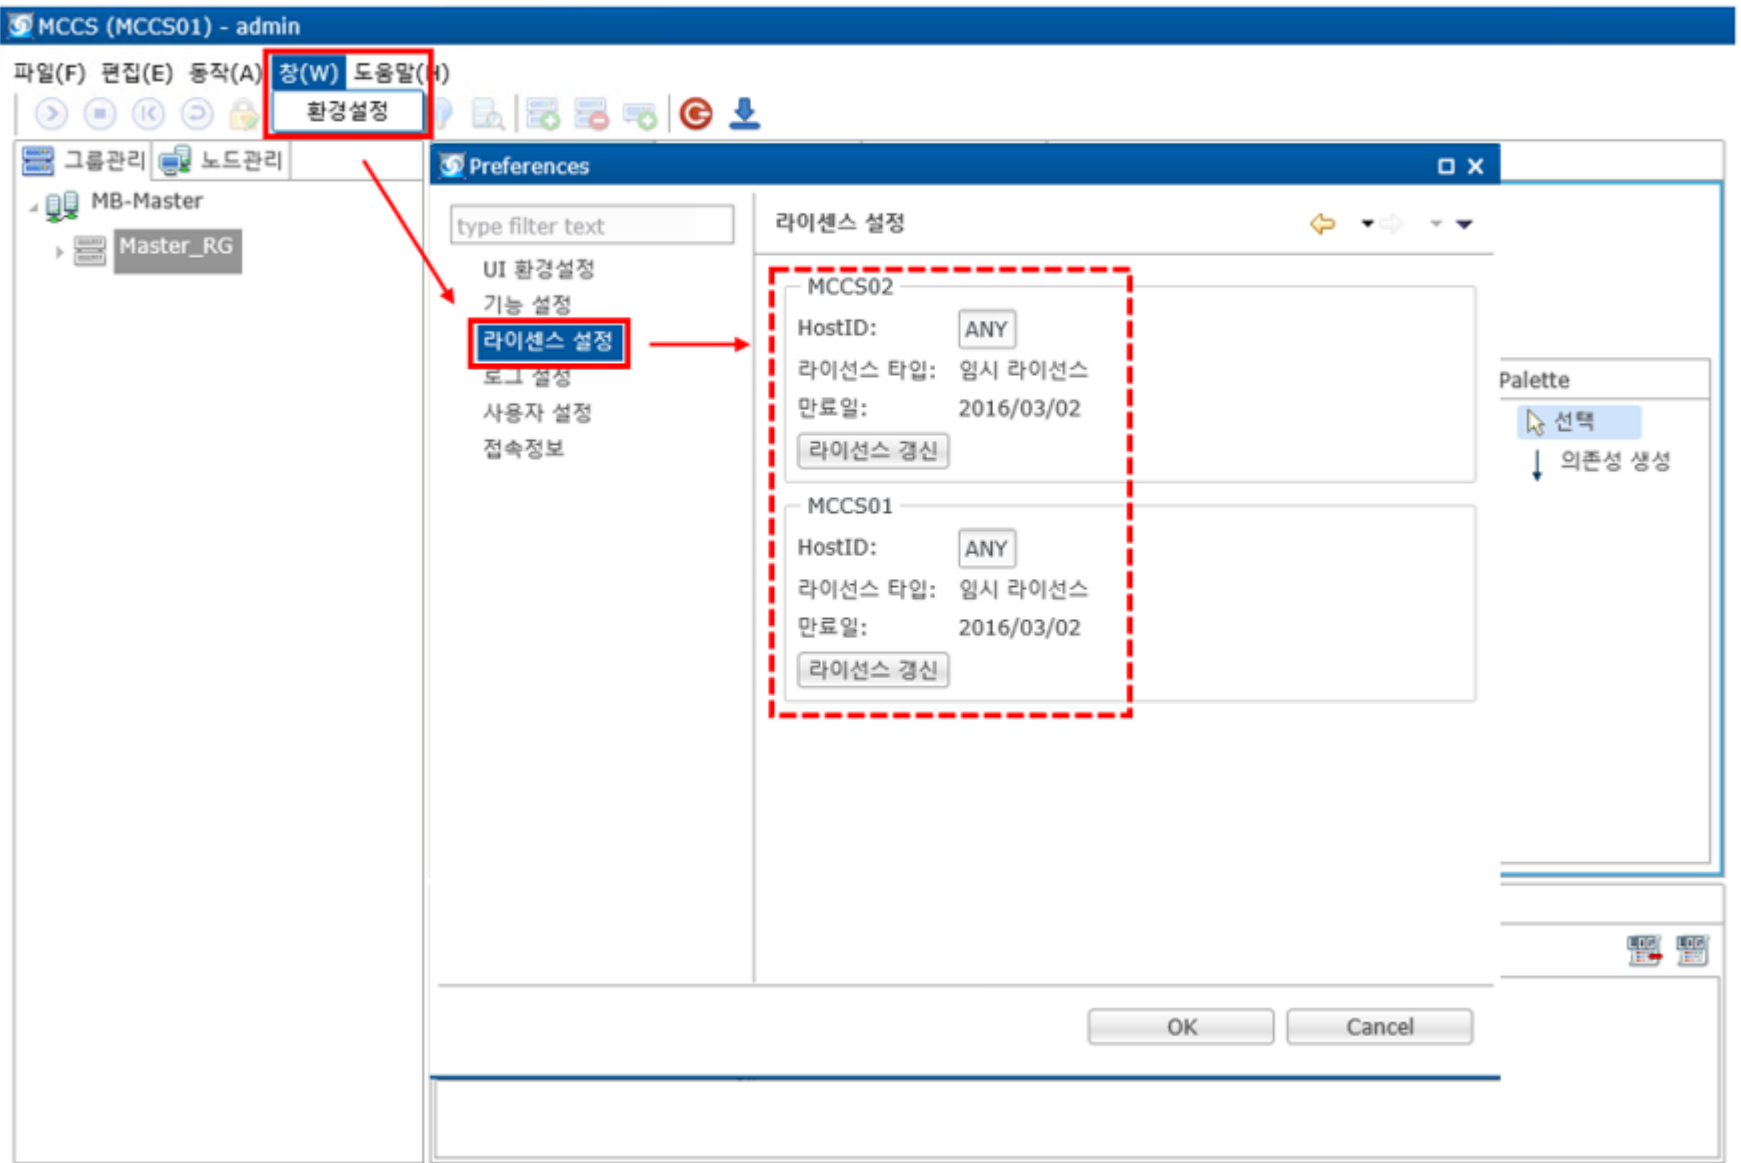 MCCS (MCCS01) - admin
파일(F) 편집(E) 동작(A) 창(W) 도움말(H)
환경설정
그룹관리 노드관리
MB-Master
Master_RG
Preferences
type filter text
UI 환경설정
기능 설정
라이센스 설정
로그 설정
사용자 설정
접속정보
라이센스 설정
MCCS02
HostID: ANY
라이선스 타입: 임시 라이선스
만료일: 2016/03/02
라이선스 갱신
MCCS01
HostID: ANY
라이선스 타입: 임시 라이선스
만료일: 2016/03/02
라이선스 갱신
OK Cancel
Palette
선택
의존성 생성